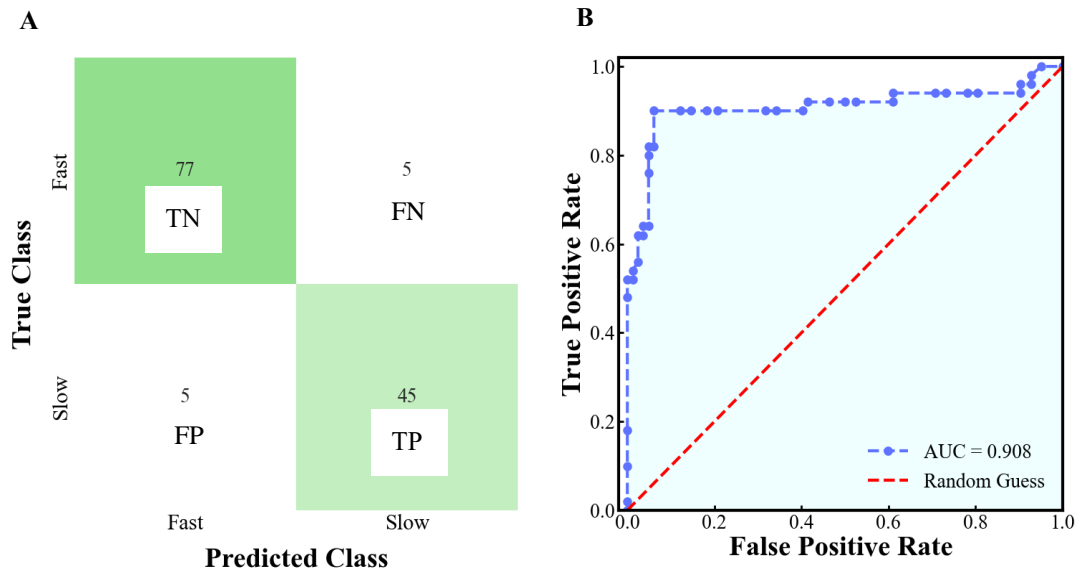 A
Fast
Slow
True Class
77
TN
5
FN
5
FP
45
TP
Fast
Slow
Predicted Class
B
True Positive Rate
1.0
0.8
0.6
0.4
0.2
0.0
0.0
0.2
0.4
0.6
0.8
1.0
False Positive Rate
AUC = 0.908
Random Guess